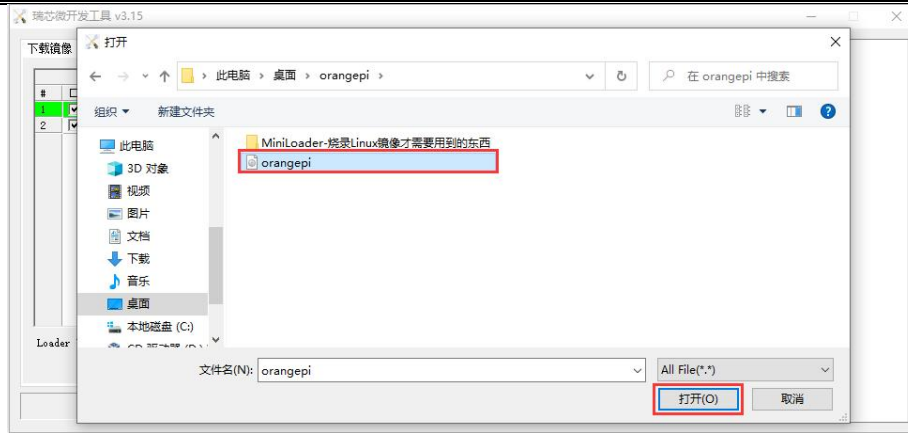 瑞芯微开发工具 v3.15
下载镜像
打开
此电脑 > 桌面 > orangepi >
在 orangepi 中搜索
#
组织
新建文件夹
1
2
此电脑
3D 对象
视频
图片
文档
下载
音乐
桌面
本地磁盘 (C:)
MiniLoader-烧录Linux镜像才需要用到的东西
orangepi
Loader
文件名(N):
orangepi
All File(*.*)
打开(O)
取消